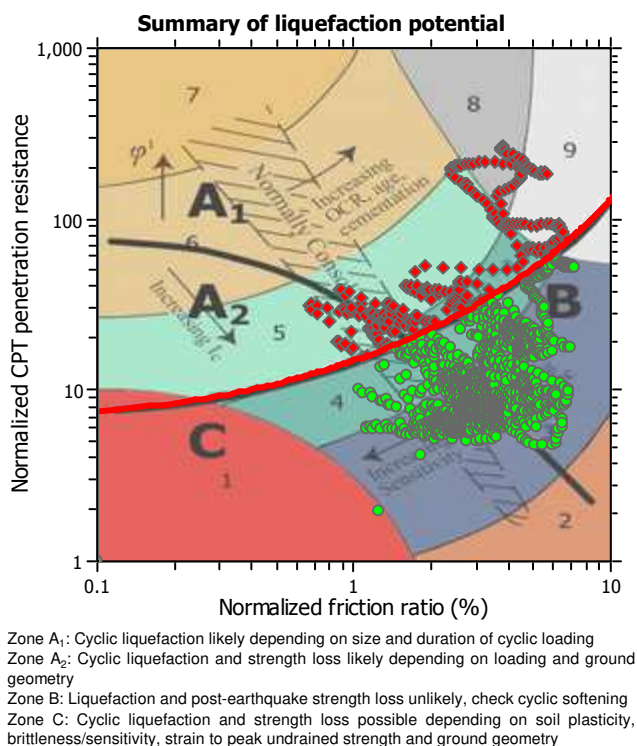 Summary of liquefaction potential
1,000
7
8
9
φ'
Increasing
OCR, age,
cementation
Normally
A1
100
6
Increasing Ic
A2
5
B
10
4
C
1
Increasing
Sensitivity
2
1
0.1
1
10
Normalized CPT penetration resistance
Normalized friction ratio (%)
Zone A1: Cyclic liquefaction likely depending on size and duration of cyclic loading
Zone A2: Cyclic liquefaction and strength loss likely depending on loading and ground
geometry
Zone B: Liquefaction and post-earthquake strength loss unlikely, check cyclic softening
Zone C: Cyclic liquefaction and strength loss possible depending on soil plasticity,
brittleness/sensitivity, strain to peak undrained strength and ground geometry